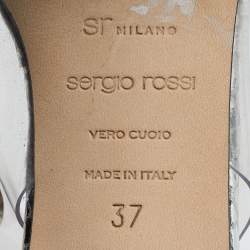 sr MILANO
sergio rossi
VERO CUOIO
MADE IN ITALY
37